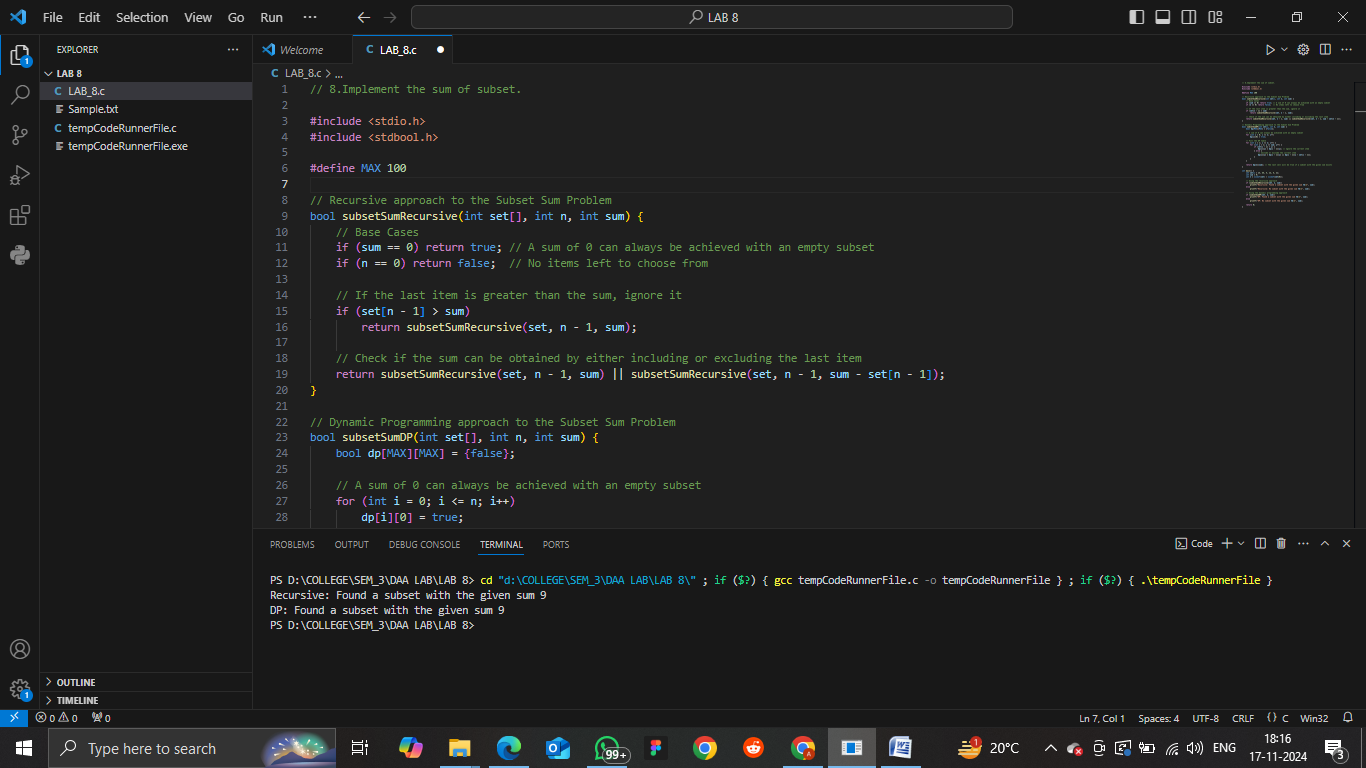 File Edit Selection View Go Run ··· LAB 8
EXPLORER ···
LAB 8
C LAB_8.c
Sample.txt
C tempCodeRunnerFile.c
tempCodeRunnerFile.exe
OUTLINE
TIMELINE
Welcome C LAB_8.c
C LAB_8.c > ...
1 // 8.Implement the sum of subset.
2
3 #include <stdio.h>
4 #include <stdbool.h>
5
6 #define MAX 100
7
8 // Recursive approach to the Subset Sum Problem
9 bool subsetSumRecursive(int set[], int n, int sum) {
10 // Base Cases
11 if (sum == 0) return true; // A sum of 0 can always be achieved with an empty subset
12 if (n == 0) return false; // No items left to choose from
13
14 // If the last item is greater than the sum, ignore it
15 if (set[n - 1] > sum)
16 return subsetSumRecursive(set, n - 1, sum);
17
18 // Check if the sum can be obtained by either including or excluding the last item
19 return subsetSumRecursive(set, n - 1, sum) || subsetSumRecursive(set, n - 1, sum - set[n - 1]);
20 }
21
22 // Dynamic Programming approach to the Subset Sum Problem
23 bool subsetSumDP(int set[], int n, int sum) {
24 bool dp[MAX][MAX] = {false};
25
26 // A sum of 0 can always be achieved with an empty subset
27 for (int i = 0; i <= n; i++)
28 dp[i][0] = true;
PROBLEMS OUTPUT DEBUG CONSOLE TERMINAL PORTS Code
PS D:\COLLEGE\SEM_3\DAA LAB\LAB 8> cd "d:\COLLEGE\SEM_3\DAA LAB\LAB 8\" ; if ($?) { gcc tempCodeRunnerFile.c -o tempCodeRunnerFile } ; if ($?) { .\tempCodeRunnerFile }
Recursive: Found a subset with the given sum 9
DP: Found a subset with the given sum 9
PS D:\COLLEGE\SEM_3\DAA LAB\LAB 8>
0 0 0 Ln 7, Col 1 Spaces: 4 UTF-8 CRLF {} C Win32
Type here to search 99+ 1 20°C ENG 18:16 3
17-11-2024